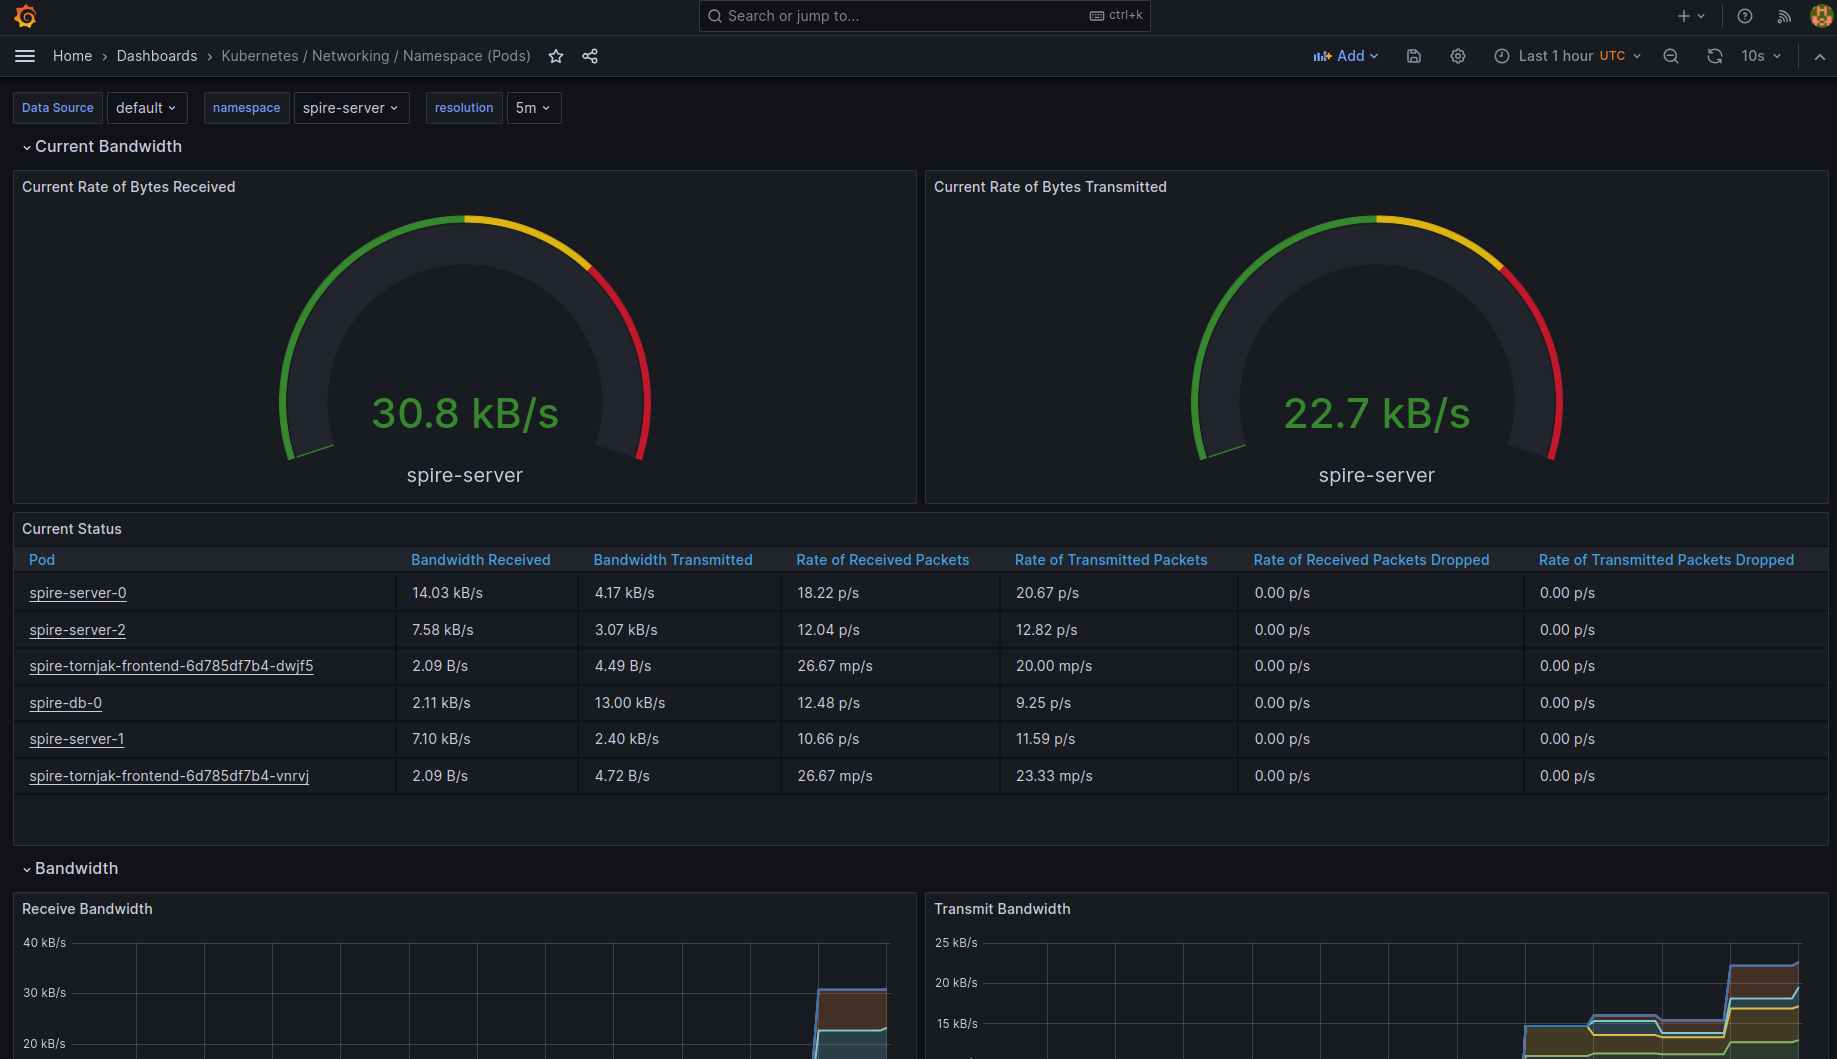 Search or jump to...
ctrl+k
Home › Dashboards › Kubernetes / Networking / Namespace (Pods)
Add
Last 1 hour UTC
10s
Data Source default
namespace spire-server
resolution 5m
Current Bandwidth
Current Rate of Bytes Received
30.8 kB/s
spire-server
Current Rate of Bytes Transmitted
22.7 kB/s
spire-server
Current Status
Pod Bandwidth Received Bandwidth Transmitted Rate of Received Packets Rate of Transmitted Packets Rate of Received Packets Dropped Rate of Transmitted Packets Dropped
spire-server-0 14.03 kB/s 4.17 kB/s 18.22 p/s 20.67 p/s 0.00 p/s 0.00 p/s
spire-server-2 7.58 kB/s 3.07 kB/s 12.04 p/s 12.82 p/s 0.00 p/s 0.00 p/s
spire-tornjak-frontend-6d785df7b4-dwjf5 2.09 B/s 4.49 B/s 26.67 mp/s 20.00 mp/s 0.00 p/s 0.00 p/s
spire-db-0 2.11 kB/s 13.00 kB/s 12.48 p/s 9.25 p/s 0.00 p/s 0.00 p/s
spire-server-1 7.10 kB/s 2.40 kB/s 10.66 p/s 11.59 p/s 0.00 p/s 0.00 p/s
spire-tornjak-frontend-6d785df7b4-vnrvj 2.09 B/s 4.72 B/s 26.67 mp/s 23.33 mp/s 0.00 p/s 0.00 p/s
Bandwidth
Receive Bandwidth
40 kB/s
30 kB/s
20 kB/s
Transmit Bandwidth
25 kB/s
20 kB/s
15 kB/s